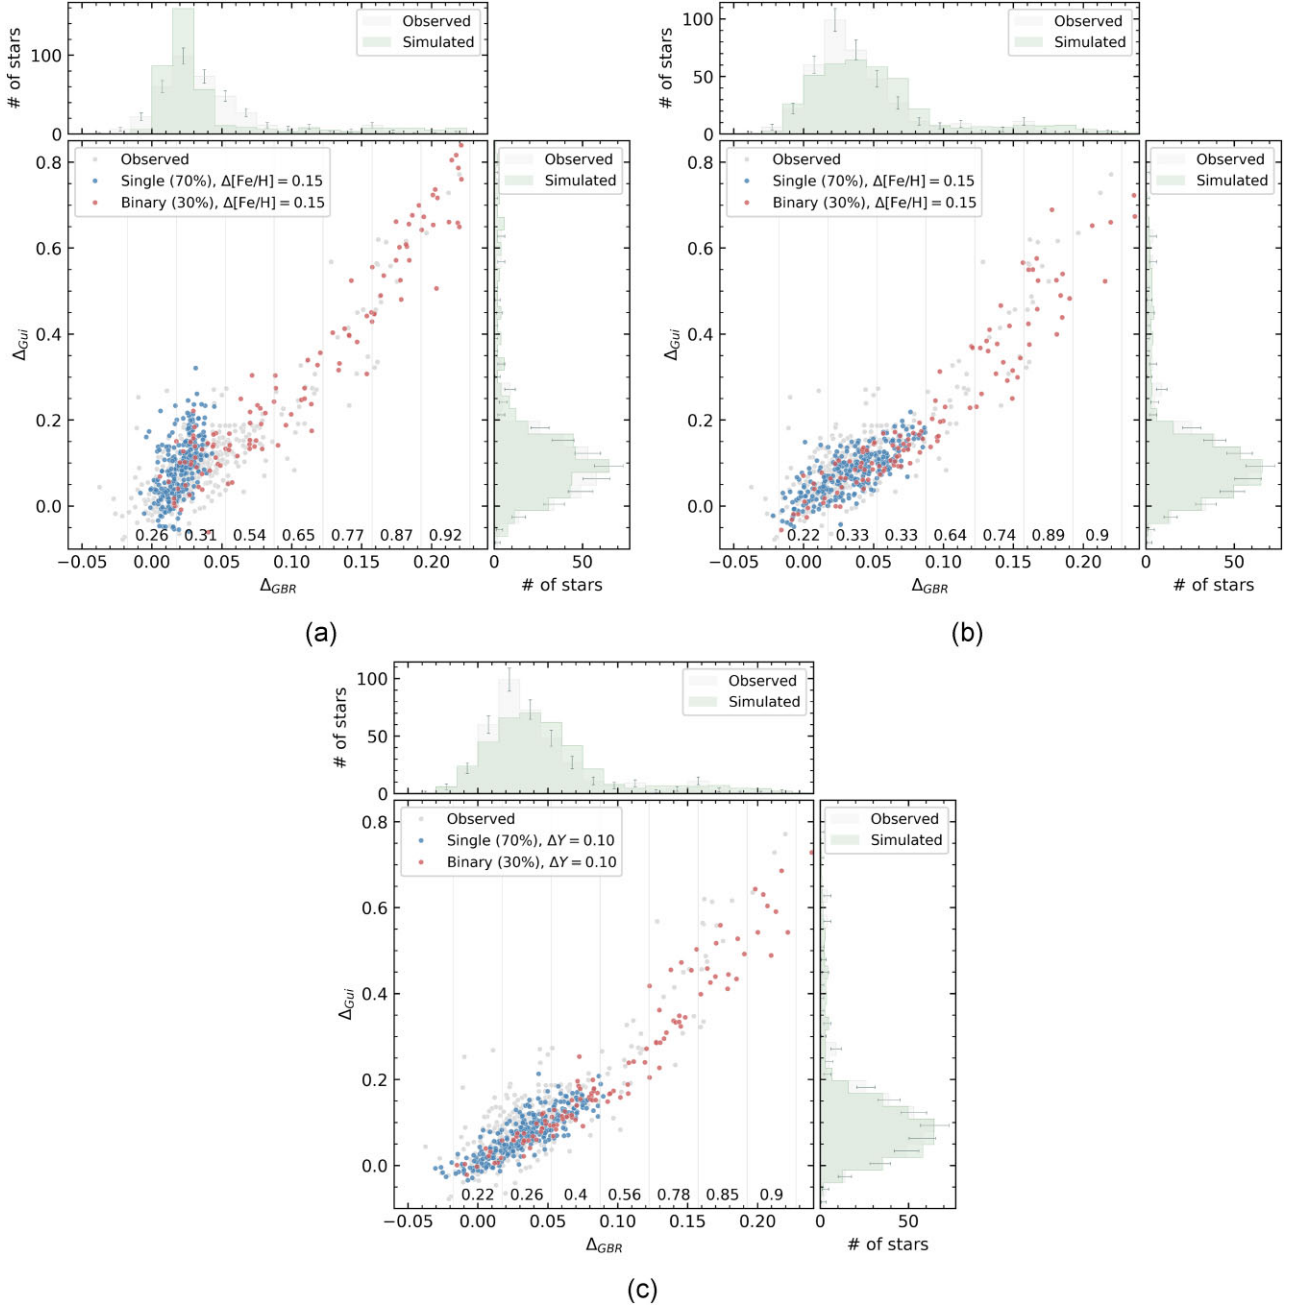 # of stars
100
0
Observed
Simulated
# of stars
100
50
0
Observed
Simulated
Δ_Gui
0.8
0.6
0.4
0.2
0.0
Observed
Single (70%), Δ[Fe/H] = 0.15
Binary (30%), Δ[Fe/H] = 0.15
0.26 0.31 0.54 0.65 0.77 0.87 0.92
−0.05 0.00 0.05 0.10 0.15 0.20
Δ_GBR
Observed
Simulated
0 50
# of stars
Δ_Gui
0.8
0.6
0.4
0.2
0.0
Observed
Single (70%), Δ[Fe/H] = 0.15
Binary (30%), Δ[Fe/H] = 0.15
0.22 0.33 0.33 0.64 0.74 0.89 0.9
−0.05 0.00 0.05 0.10 0.15 0.20
Δ_GBR
Observed
Simulated
0 50
# of stars
(a)
(b)
# of stars
100
50
0
Observed
Simulated
Δ_Gui
0.8
0.6
0.4
0.2
0.0
Observed
Single (70%), ΔY = 0.10
Binary (30%), ΔY = 0.10
0.22 0.26 0.4 0.56 0.78 0.85 0.9
−0.05 0.00 0.05 0.10 0.15 0.20
Δ_GBR
Observed
Simulated
0 50
# of stars
(c)